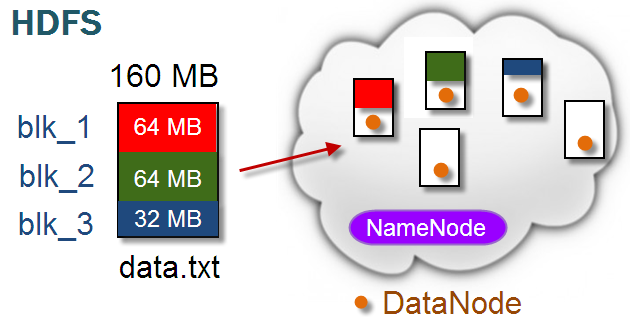 HDFS
160 MB
blk_1
64 MB
blk_2
64 MB
blk_3
32 MB
data.txt
NameNode
DataNode